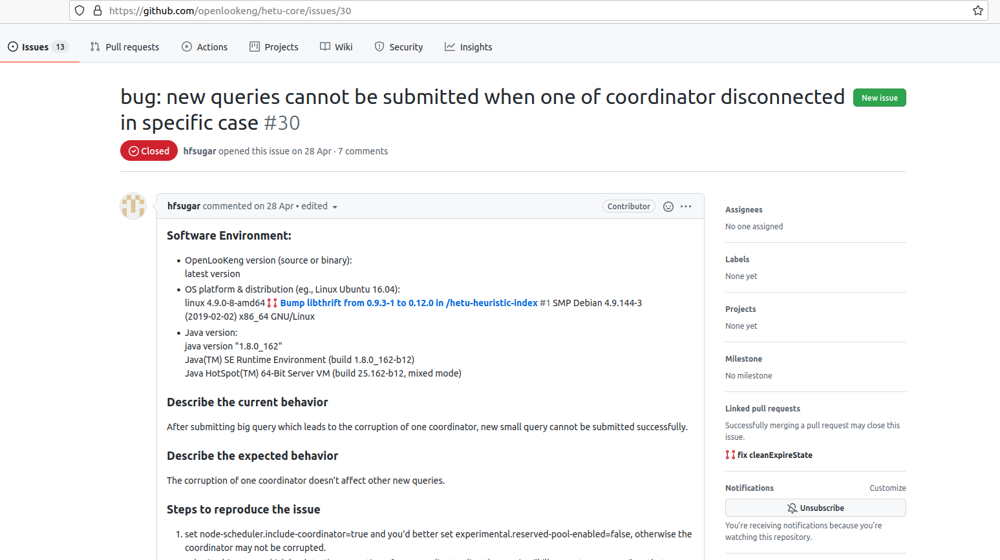 https://github.com/openlookeng/hetu-core/issues/30
Issues 13 Pull requests Actions Projects Wiki Security Insights
bug: new queries cannot be submitted when one of coordinator disconnected
in specific case #30
New issue
Closed hfsugar opened this issue on 28 Apr · 7 comments
hfsugar commented on 28 Apr • edited
Contributor
Software Environment:
• OpenLooKeng version (source or binary):
latest version
• OS platform & distribution (eg., Linux Ubuntu 16.04):
linux 4.9.0-8-amd64 Bump libthrift from 0.9.3-1 to 0.12.0 in /hetu-heuristic-index #1 SMP Debian 4.9.144-3
(2019-02-02) x86_64 GNU/Linux
• Java version:
java version "1.8.0_162"
Java(TM) SE Runtime Environment (build 1.8.0_162-b12)
Java HotSpot(TM) 64-Bit Server VM (build 25.162-b12, mixed mode)
Describe the current behavior
After submitting big query which leads to the corruption of one coordinator, new small query cannot be submitted successfully.
Describe the expected behavior
The corruption of one coordinator doesn't affect other new queries.
Steps to reproduce the issue
1. set node-scheduler.include-coordinator=true and you'd better set experimental.reserved-pool-enabled=false, otherwise the
coordinator may not be corrupted.
Assignees
No one assigned
Labels
None yet
Projects
None yet
Milestone
No milestone
Linked pull requests
Successfully merging a pull request may close this
issue.
fix cleanExpireState
Notifications Customize
Unsubscribe
You're receiving notifications because you're
watching this repository.